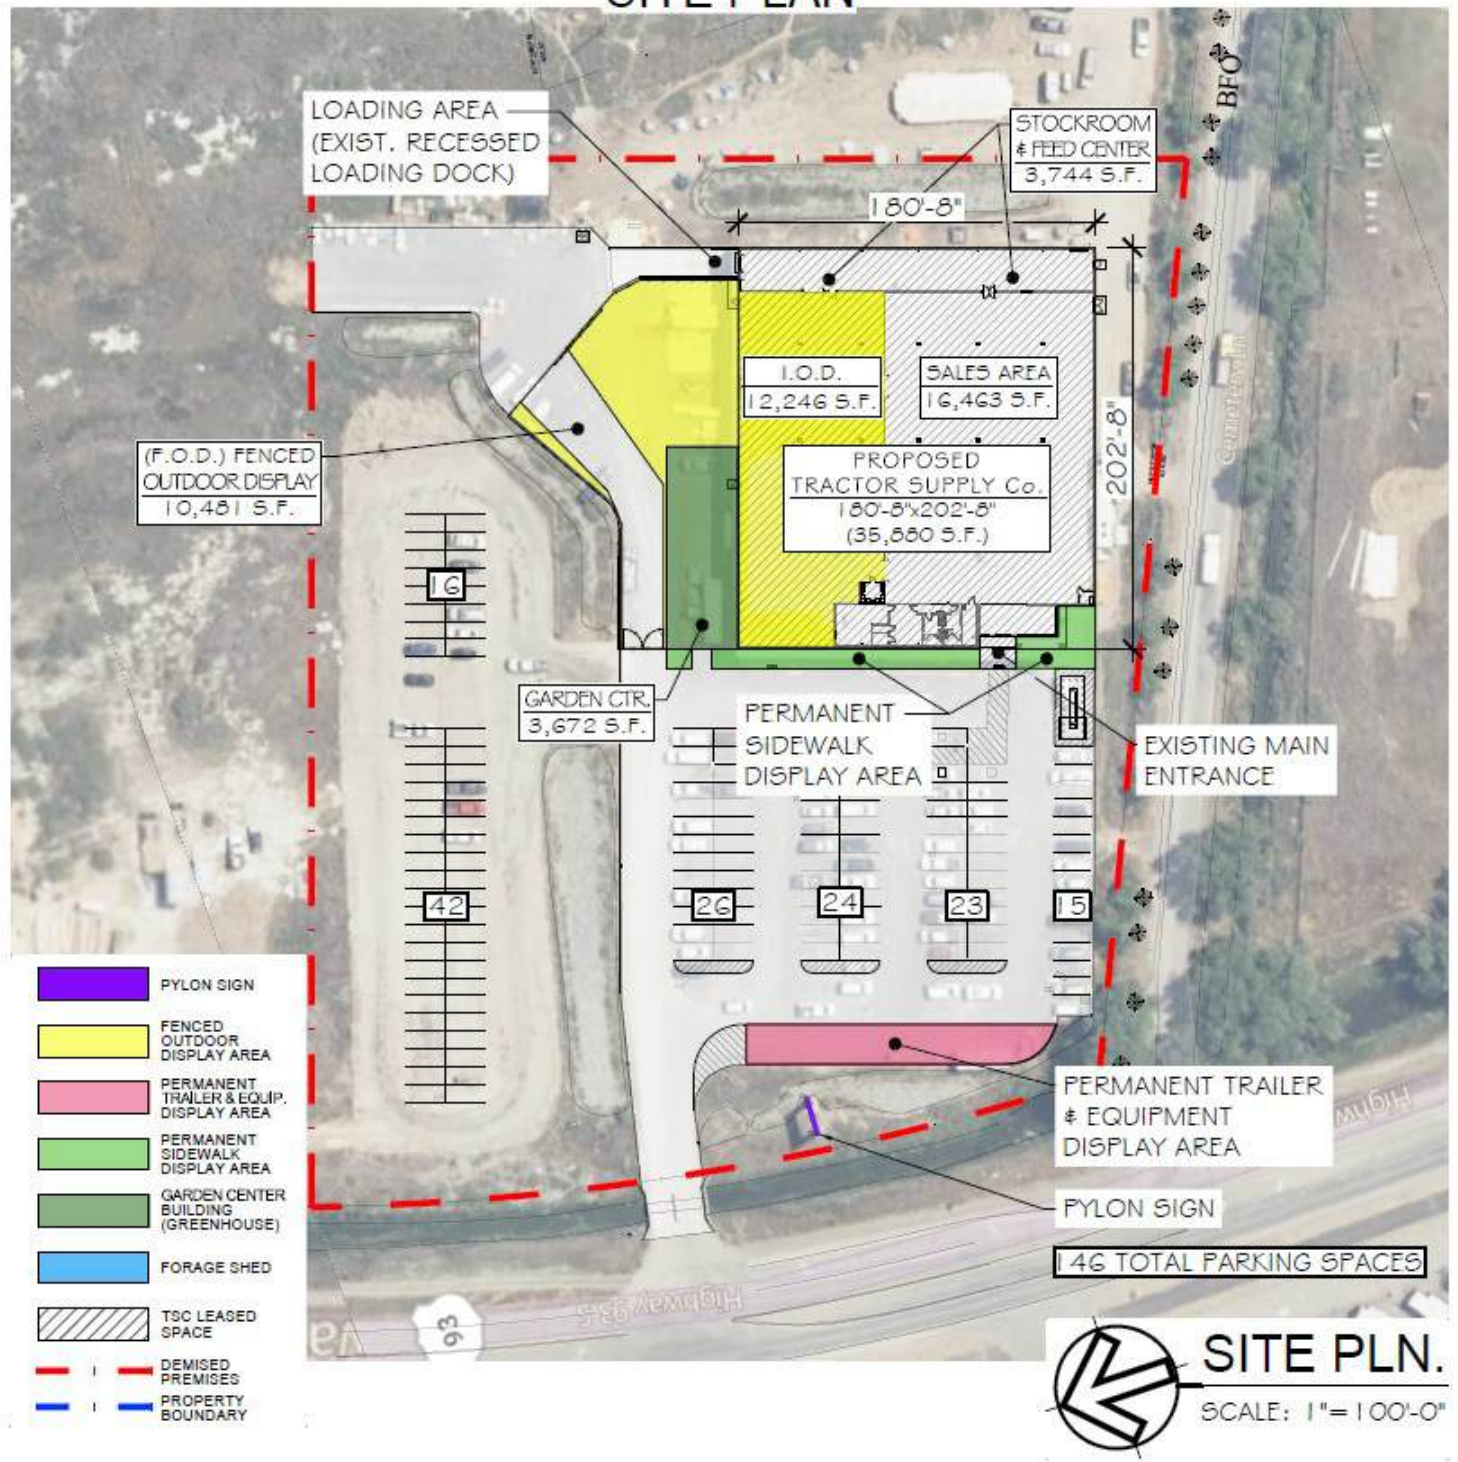 SITE PLAN
LOADING AREA
(EXIST. RECESSED
LOADING DOCK)
STOCKROOM
& FEED CENTER
3,744 S.F.
BFO
180'-8"
I.O.D.
12,246 S.F.
SALES AREA
16,463 S.F.
202'-8"
Cemetery Ln
(F.O.D.) FENCED
OUTDOOR DISPLAY
10,481 S.F.
PROPOSED
TRACTOR SUPPLY Co.
180'-8"x202'-8"
(35,880 S.F.)
16
GARDEN CTR.
3,672 S.F.
PERMANENT
SIDEWALK
DISPLAY AREA
EXISTING MAIN
ENTRANCE
42
26
24
23
15
PERMANENT TRAILER
& EQUIPMENT
DISPLAY AREA
PYLON SIGN
146 TOTAL PARKING SPACES
Highway 93 S
Highw
93
va
PYLON SIGN
FENCED
OUTDOOR
DISPLAY AREA
PERMANENT
TRAILER & EQUIP.
DISPLAY AREA
PERMANENT
SIDEWALK
DISPLAY AREA
GARDEN CENTER
BUILDING
(GREENHOUSE)
FORAGE SHED
TSC LEASED
SPACE
DEMISED
PREMISES
PROPERTY
BOUNDARY
SITE PLN.
SCALE: 1"=100'-0"